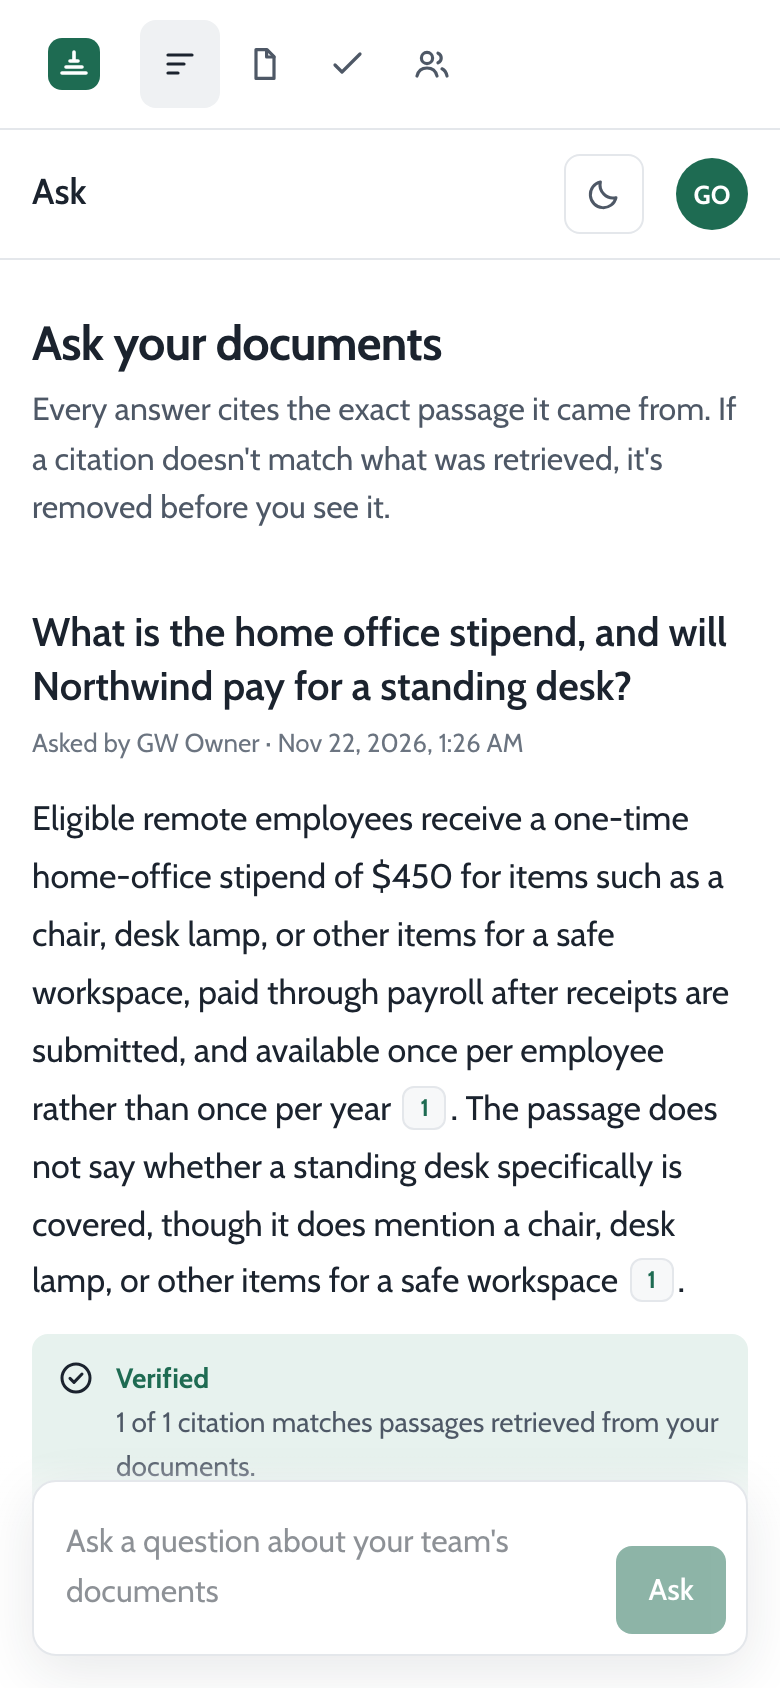 Ask
GO
Ask your documents
Every answer cites the exact passage it came from. If
a citation doesn't match what was retrieved, it's
removed before you see it.
What is the home office stipend, and will
Northwind pay for a standing desk?
Asked by GW Owner · Nov 22, 2026, 1:26 AM
Eligible remote employees receive a one-time
home-office stipend of $450 for items such as a
chair, desk lamp, or other items for a safe
workspace, paid through payroll after receipts are
submitted, and available once per employee
rather than once per year 1 . The passage does
not say whether a standing desk specifically is
covered, though it does mention a chair, desk
lamp, or other items for a safe workspace 1 .
Verified
1 of 1 citation matches passages retrieved from your
documents.
Ask a question about your team's
documents
Ask